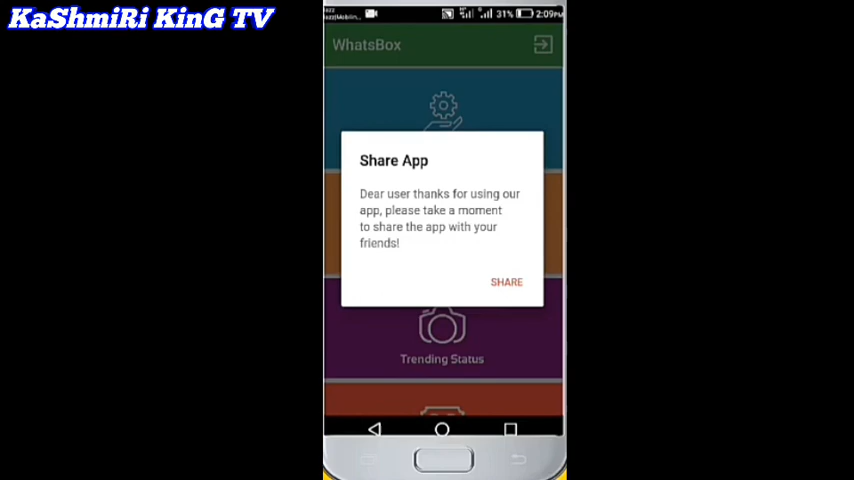 KaShmiRi KinG TV
31% 2:09PM
WhatsBox
Share App
Dear user thanks for using our
app, please take a moment
to share the app with your
friends!
SHARE
Trending Status